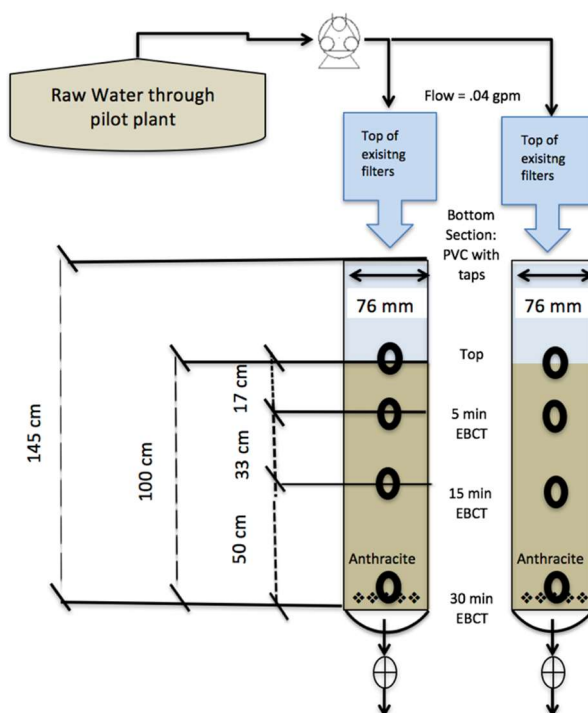 Raw Water through
pilot plant
Flow = .04 gpm
Top of
exisitng
filters
Top of
exisitng
filters
Bottom
Section:
PVC with
taps
76 mm
76 mm
Top
5 min
EBCT
15 min
EBCT
30 min
EBCT
145 cm
100 cm
17 cm
33 cm
50 cm
Anthracite
Anthracite